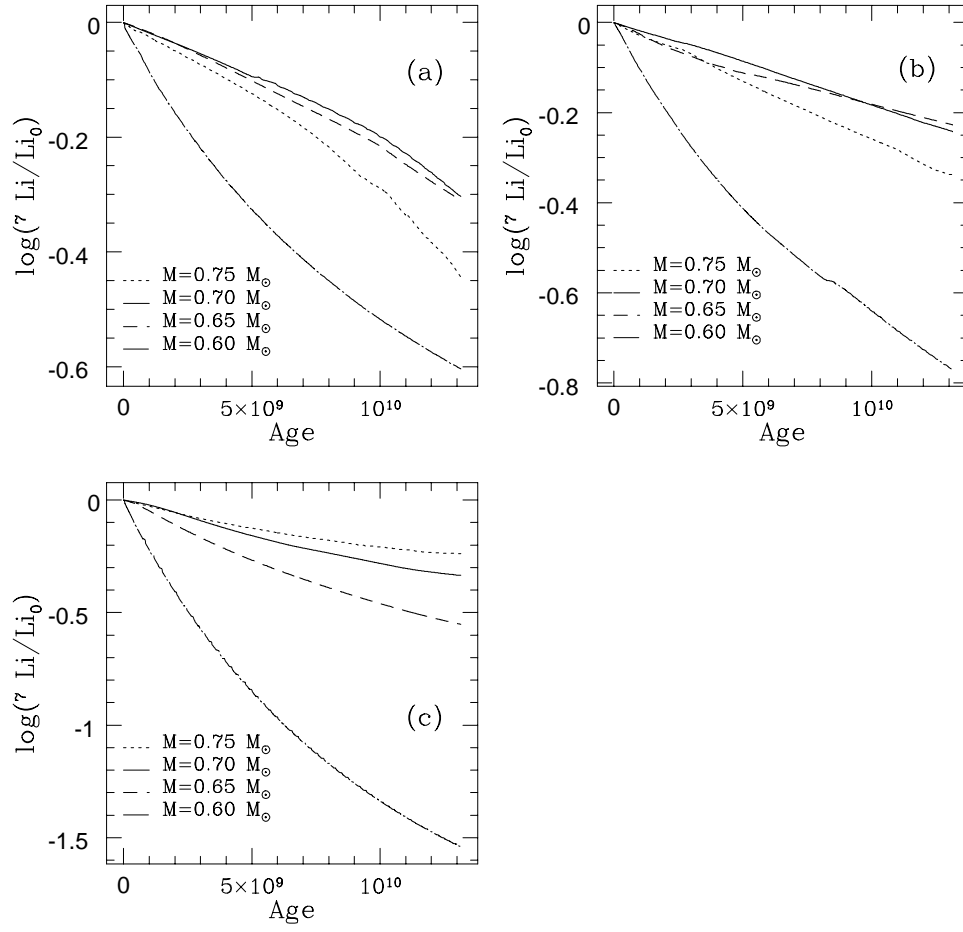 0
-0.2
-0.4
-0.6
log(⁷ Li/Li₀)
(a)
M=0.75 M☉
M=0.70 M☉
M=0.65 M☉
M=0.60 M☉
0
5×10⁹
10¹⁰
Age
0
-0.2
-0.4
-0.6
-0.8
log(⁷ Li/Li₀)
(b)
M=0.75 M☉
M=0.70 M☉
M=0.65 M☉
M=0.60 M☉
0
5×10⁹
10¹⁰
Age
0
-0.5
-1
-1.5
log(⁷ Li/Li₀)
(c)
M=0.75 M☉
M=0.70 M☉
M=0.65 M☉
M=0.60 M☉
0
5×10⁹
10¹⁰
Age